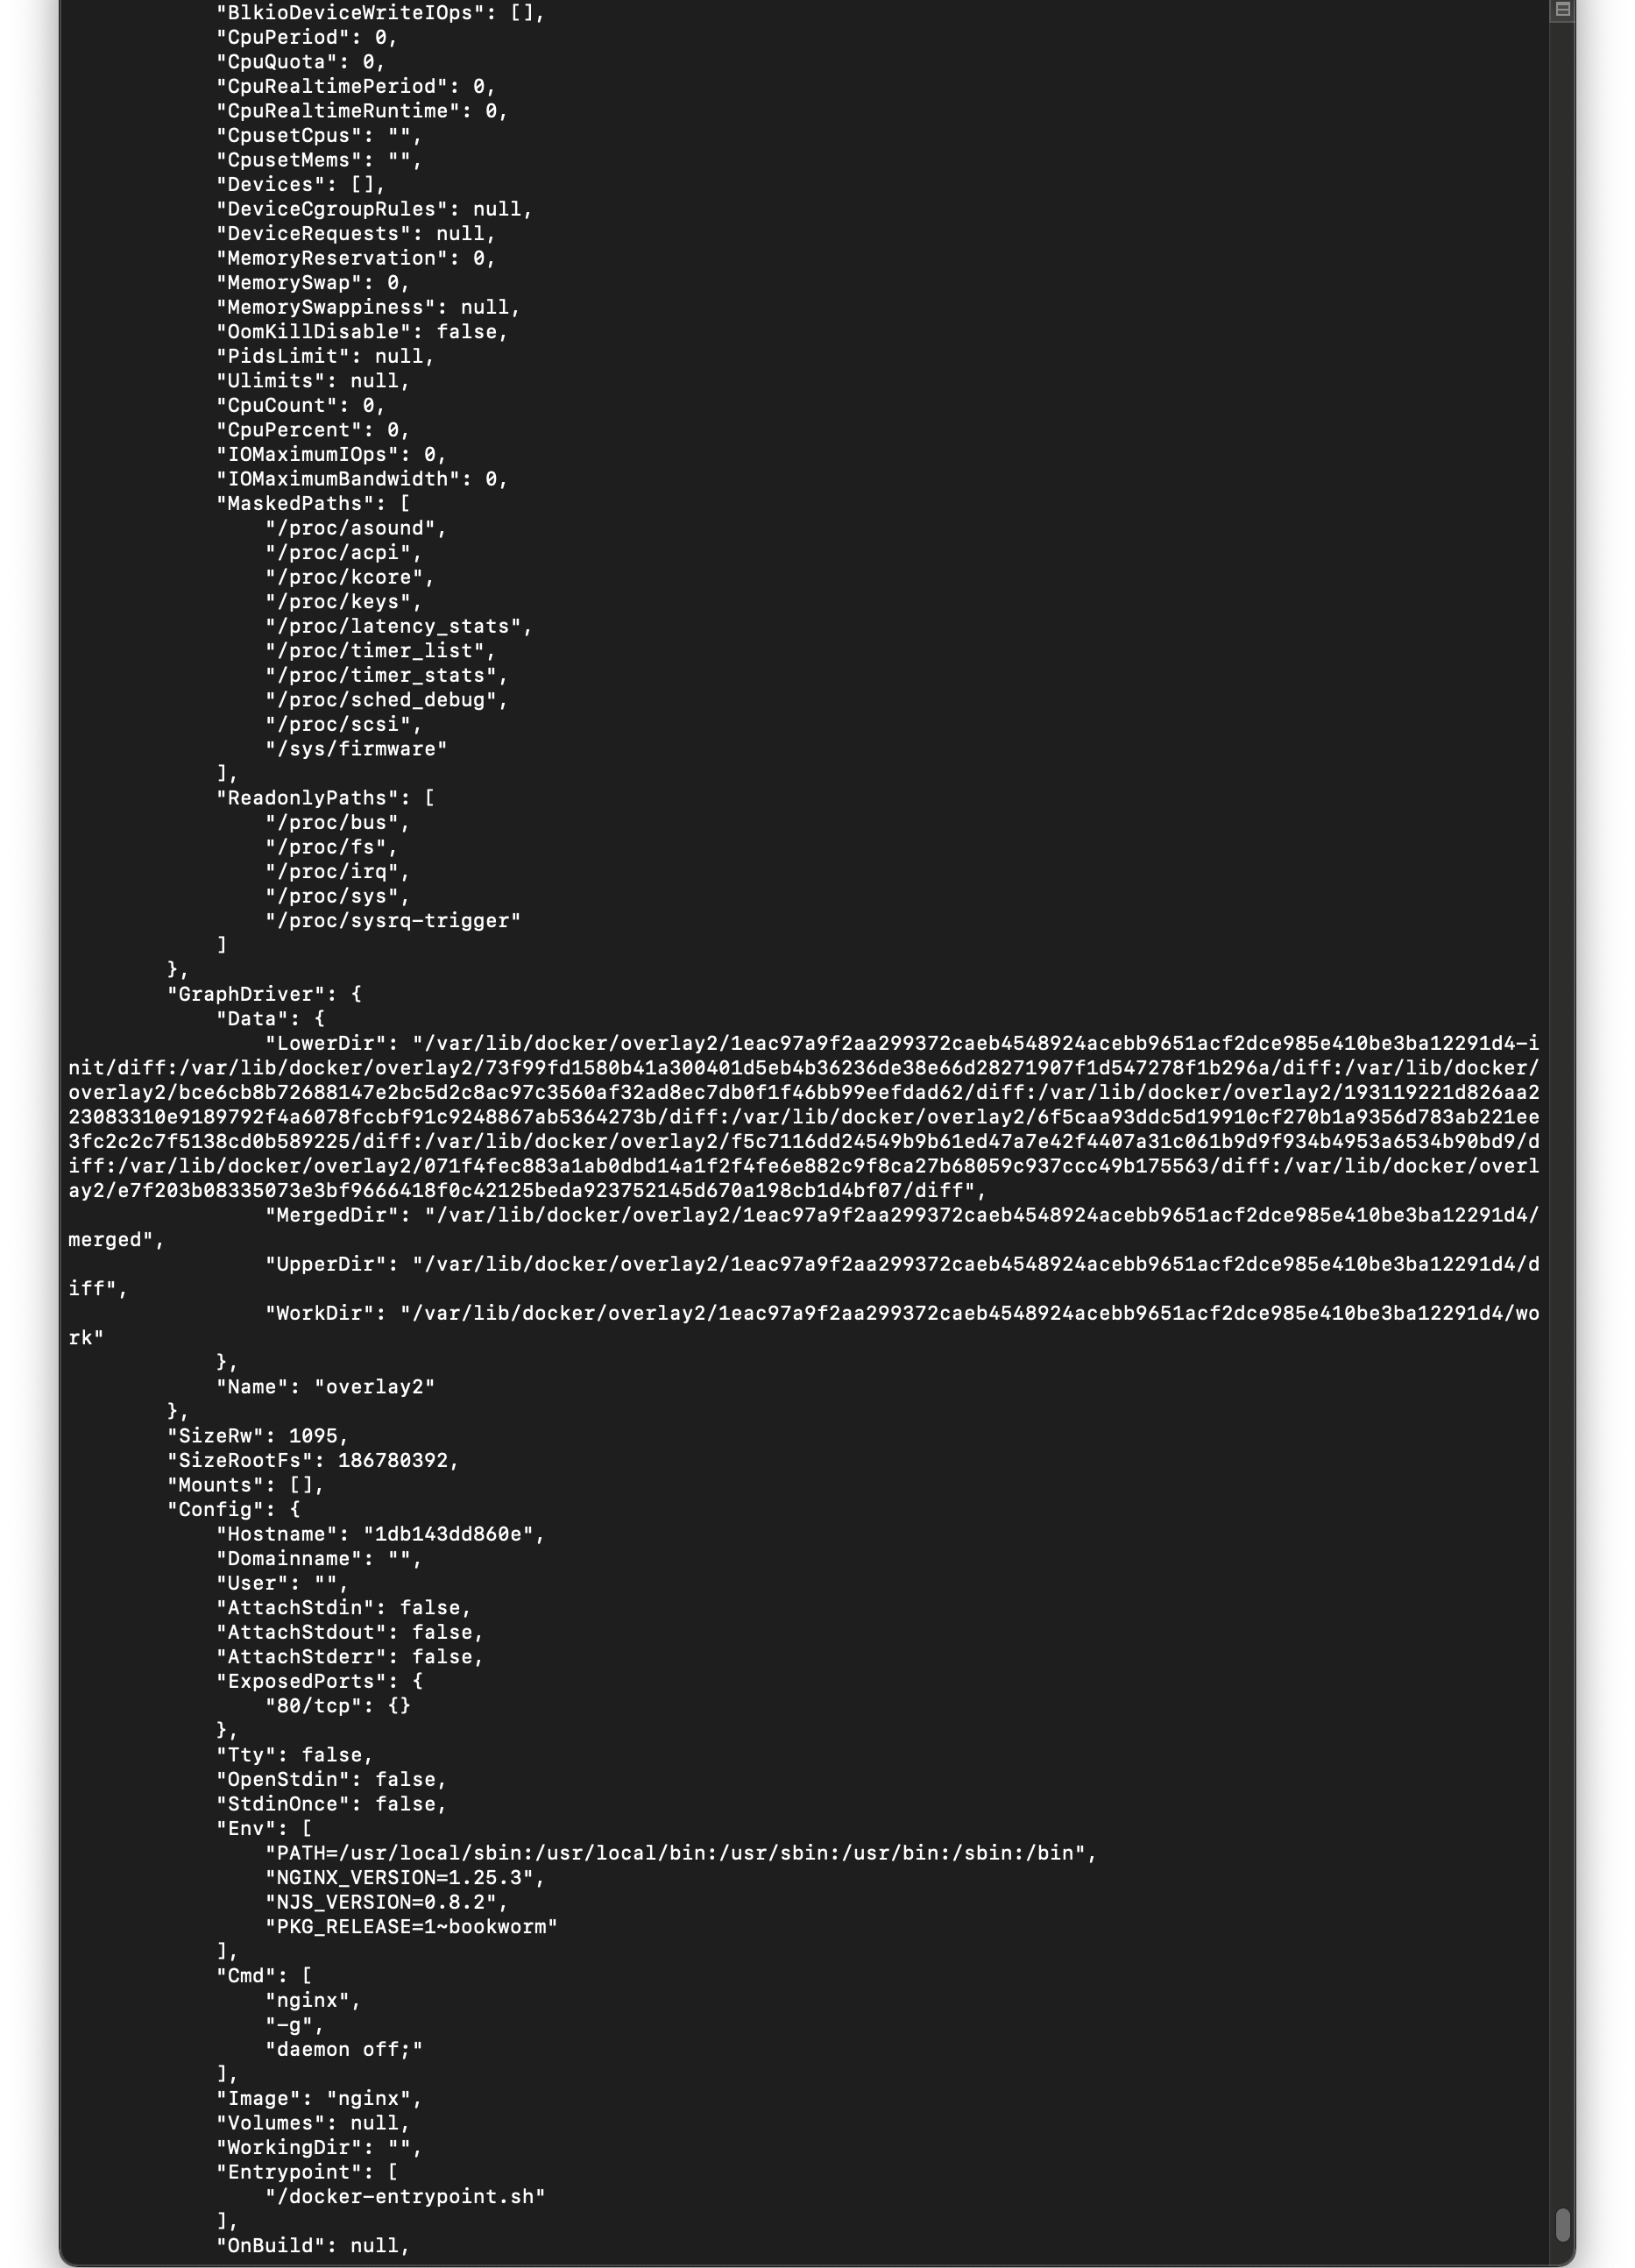 "BlkioDeviceWriteIOps": [],
"CpuPeriod": 0,
"CpuQuota": 0,
"CpuRealtimePeriod": 0,
"CpuRealtimeRuntime": 0,
"CpusetCpus": "",
"CpusetMems": "",
"Devices": [],
"DeviceCgroupRules": null,
"DeviceRequests": null,
"MemoryReservation": 0,
"MemorySwap": 0,
"MemorySwappiness": null,
"OomKillDisable": false,
"PidsLimit": null,
"Ulimits": null,
"CpuCount": 0,
"CpuPercent": 0,
"IOMaximumIOps": 0,
"IOMaximumBandwidth": 0,
"MaskedPaths": [
"/proc/asound",
"/proc/acpi",
"/proc/kcore",
"/proc/keys",
"/proc/latency_stats",
"/proc/timer_list",
"/proc/timer_stats",
"/proc/sched_debug",
"/proc/scsi",
"/sys/firmware"
],
"ReadonlyPaths": [
"/proc/bus",
"/proc/fs",
"/proc/irq",
"/proc/sys",
"/proc/sysrq-trigger"
]
},
"GraphDriver": {
"Data": {
"LowerDir": "/var/lib/docker/overlay2/1eac97a9f2aa299372caeb4548924acebb9651acf2dce985e410be3ba12291d4-i
nit/diff:/var/lib/docker/overlay2/73f99fd1580b41a300401d5eb4b36236de38e66d28271907f1d547278f1b296a/diff:/var/lib/docker/
overlay2/bce6cb8b72688147e2bc5d2c8ac97c3560af32ad8ec7db0f1f46bb99eefdad62/diff:/var/lib/docker/overlay2/193119221d826aa2
23083310e9189792f4a6078fccbf91c9248867ab5364273b/diff:/var/lib/docker/overlay2/6f5caa93ddc5d19910cf270b1a9356d783ab221ee
3fc2c2c7f5138cd0b589225/diff:/var/lib/docker/overlay2/f5c7116dd24549b9b61ed47a7e42f4407a31c061b9d9f934b4953a6534b90bd9/d
iff:/var/lib/docker/overlay2/071f4fec883a1ab0dbd14a1f2f4fe6e882c9f8ca27b68059c937ccc49b175563/diff:/var/lib/docker/overl
ay2/e7f203b08335073e3bf9666418f0c42125beda923752145d670a198cb1d4bf07/diff",
"MergedDir": "/var/lib/docker/overlay2/1eac97a9f2aa299372caeb4548924acebb9651acf2dce985e410be3ba12291d4/
merged",
"UpperDir": "/var/lib/docker/overlay2/1eac97a9f2aa299372caeb4548924acebb9651acf2dce985e410be3ba12291d4/d
iff",
"WorkDir": "/var/lib/docker/overlay2/1eac97a9f2aa299372caeb4548924acebb9651acf2dce985e410be3ba12291d4/wo
rk"
},
"Name": "overlay2"
},
"SizeRw": 1095,
"SizeRootFs": 186780392,
"Mounts": [],
"Config": {
"Hostname": "1db143dd860e",
"Domainname": "",
"User": "",
"AttachStdin": false,
"AttachStdout": false,
"AttachStderr": false,
"ExposedPorts": {
"80/tcp": {}
},
"Tty": false,
"OpenStdin": false,
"StdinOnce": false,
"Env": [
"PATH=/usr/local/sbin:/usr/local/bin:/usr/sbin:/usr/bin:/sbin:/bin",
"NGINX_VERSION=1.25.3",
"NJS_VERSION=0.8.2",
"PKG_RELEASE=1~bookworm"
],
"Cmd": [
"nginx",
"-g",
"daemon off;"
],
"Image": "nginx",
"Volumes": null,
"WorkingDir": "",
"Entrypoint": [
"/docker-entrypoint.sh"
],
"OnBuild": null,